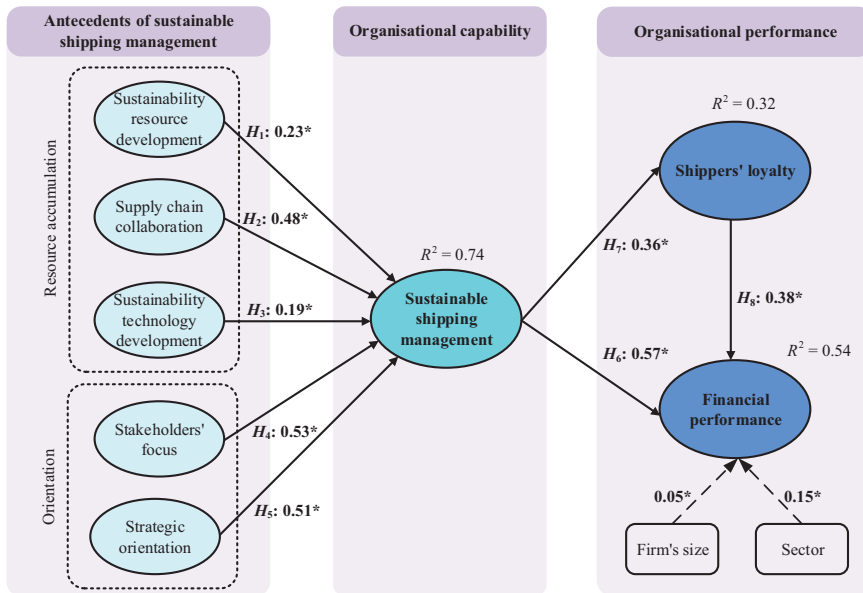 Antecedents of sustainable
shipping management
Organisational capability
Organisational performance
Resource accumulation
Sustainability
resource
development
Supply chain
collaboration
Sustainability
technology
development
Orientation
Stakeholders'
focus
Strategic
orientation
H₁: 0.23*
H₂: 0.48*
H₃: 0.19*
H₄: 0.53*
H₅: 0.51*
R² = 0.74
Sustainable
shipping
management
H₇: 0.36*
H₆: 0.57*
R² = 0.32
Shippers' loyalty
H₈: 0.38*
R² = 0.54
Financial
performance
0.05*
0.15*
Firm's size
Sector